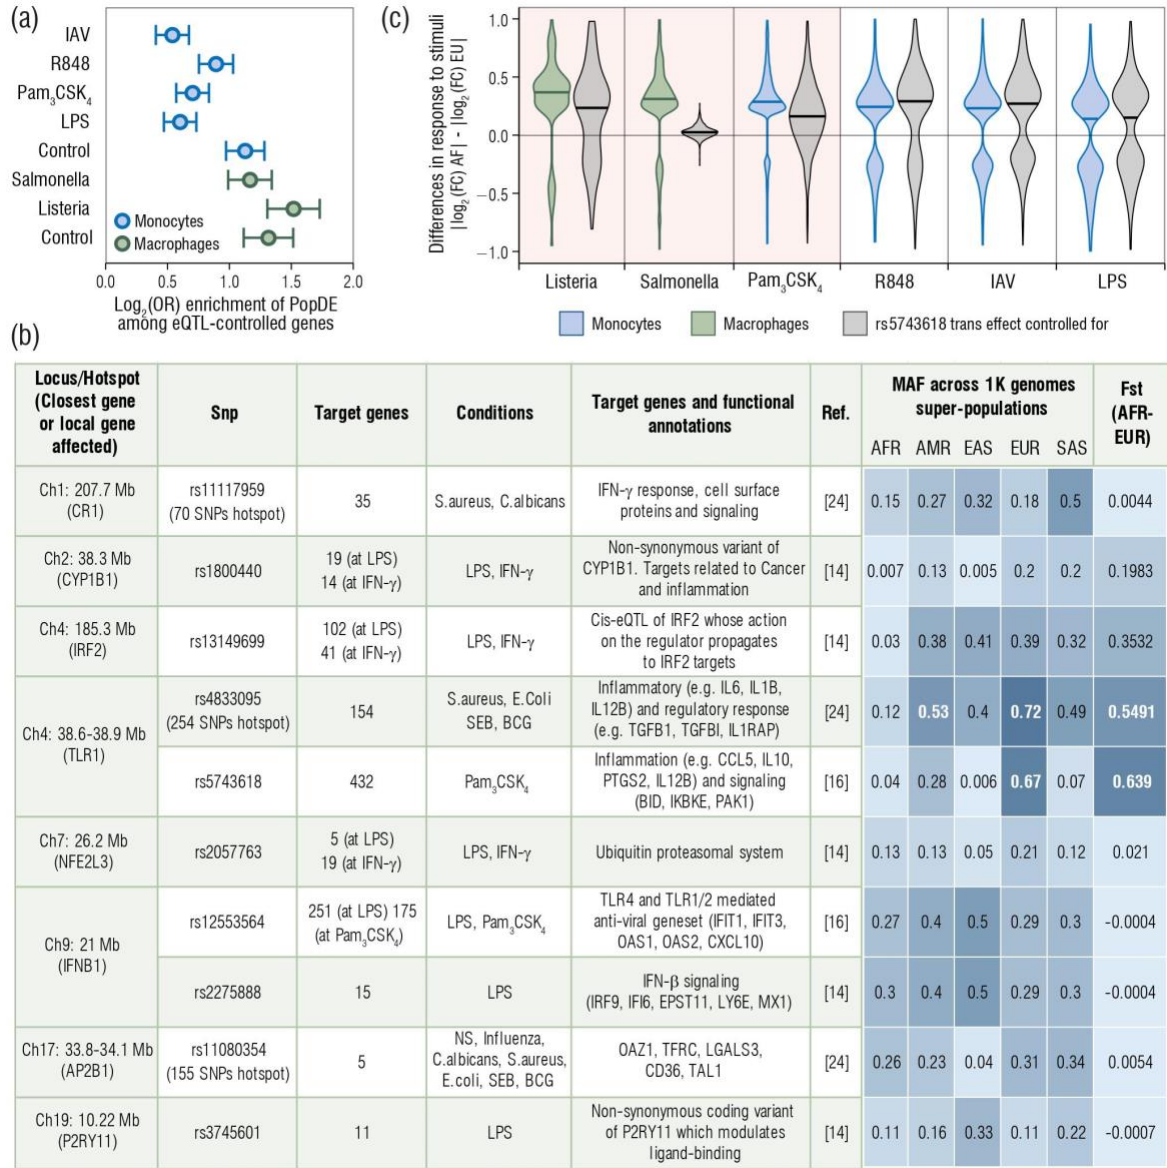 (a)
IAV
R848
Pam₃CSK₄
LPS
Control
Salmonella
Listeria
Control
Monocytes
Macrophages
0.0 0.5 1.0 1.5 2.0
Log₂(OR) enrichment of PopDE
among eQTL-controlled genes
(c)
Differences in response to stimuli
|log₂(FC) AF| - |log₂(FC) EU|
1.0
0.5
0.0
−0.5
−1.0
Listeria Salmonella Pam₃CSK₄ R848 IAV LPS
Monocytes Macrophages rs5743618 trans effect controlled for
(b)
Locus/Hotspot
(Closest gene
or local gene
affected)
Snp
Target genes
Conditions
Target genes and functional
annotations
Ref.
MAF across 1K genomes
super-populations
AFR AMR EAS EUR SAS
Fst
(AFR-
EUR)
Ch1: 207.7 Mb
(CR1)
rs11117959
(70 SNPs hotspot)
35
S.aureus, C.albicans
IFN-γ response, cell surface
proteins and signaling
[24]
0.15 0.27 0.32 0.18 0.5 0.0044
Ch2: 38.3 Mb
(CYP1B1)
rs1800440
19 (at LPS)
14 (at IFN-γ)
LPS, IFN-γ
Non-synonymous variant of
CYP1B1. Targets related to Cancer
and inflammation
[14]
0.007 0.13 0.005 0.2 0.2 0.1983
Ch4: 185.3 Mb
(IRF2)
rs13149699
102 (at LPS)
41 (at IFN-γ)
LPS, IFN-γ
Cis-eQTL of IRF2 whose action
on the regulator propagates
to IRF2 targets
[14]
0.03 0.38 0.41 0.39 0.32 0.3532
Ch4: 38.6-38.9 Mb
(TLR1)
rs4833095
(254 SNPs hotspot)
154
S.aureus, E.Coli
SEB, BCG
Inflammatory (e.g. IL6, IL1B,
IL12B) and regulatory response
(e.g. TGFB1, TGFBI, IL1RAP)
[24]
0.12 0.53 0.4 0.72 0.49 0.5491
rs5743618
432
Pam₃CSK₄
Inflammation (e.g. CCL5, IL10,
PTGS2, IL12B) and signaling
(BID, IKBKE, PAK1)
[16]
0.04 0.28 0.006 0.67 0.07 0.639
Ch7: 26.2 Mb
(NFE2L3)
rs2057763
5 (at LPS)
19 (at IFN-γ)
LPS, IFN-γ
Ubiquitin proteasomal system
[14]
0.13 0.13 0.05 0.21 0.12 0.021
Ch9: 21 Mb
(IFNB1)
rs12553564
251 (at LPS) 175
(at Pam₃CSK₄)
LPS, Pam₃CSK₄
TLR4 and TLR1/2 mediated
anti-viral geneset (IFIT1, IFIT3,
OAS1, OAS2, CXCL10)
[16]
0.27 0.4 0.5 0.29 0.3 -0.0004
rs2275888
15
LPS
IFN-β signaling
(IRF9, IFI6, EPST11, LY6E, MX1)
[14]
0.3 0.4 0.5 0.29 0.3 -0.0004
Ch17: 33.8-34.1 Mb
(AP2B1)
rs11080354
(155 SNPs hotspot)
5
NS, Influenza,
C.albicans, S.aureus,
E.coli, SEB, BCG
OAZ1, TFRC, LGALS3,
CD36, TAL1
[24]
0.26 0.23 0.04 0.31 0.34 0.0054
Ch19: 10.22 Mb
(P2RY11)
rs3745601
11
LPS
Non-synonymous coding variant
of P2RY11 which modulates
ligand-binding
[14]
0.11 0.16 0.33 0.11 0.22 -0.0007